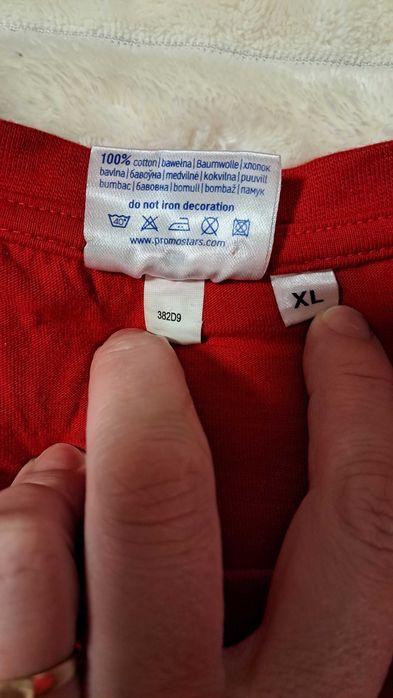 100% cotton|bawełna|Baumwolle|хлопок
bavlna|бавоўна|medvilnė|kokvilna|puuvill
bumbac|бавовна|bomull|bombaž|памук
do not iron decoration
40°
www.promostars.com
382D9
XL